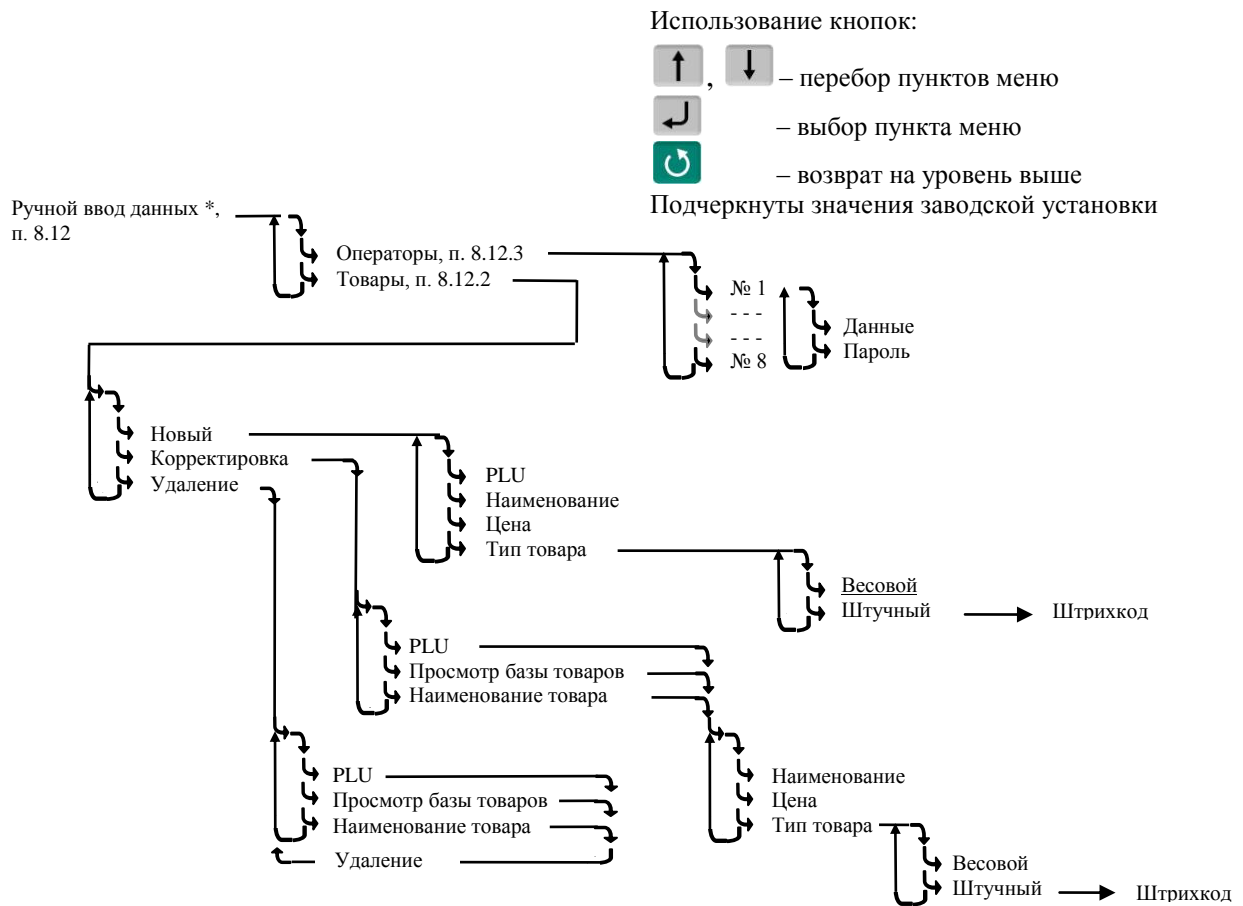 Использование кнопок:
, – перебор пунктов меню
– выбор пункта меню
– возврат на уровень выше
Подчеркнуты значения заводской установки
Ручной ввод данных *,
п. 8.12
Операторы, п. 8.12.3
Товары, п. 8.12.2
№ 1
- - -
- - -
№ 8
Данные
Пароль
Новый
Корректировка
Удаление
PLU
Наименование
Цена
Тип товара
Весовой
Штучный
Штрихкод
PLU
Просмотр базы товаров
Наименование товара
PLU
Просмотр базы товаров
Наименование товара
Удаление
Наименование
Цена
Тип товара
Весовой
Штучный
Штрихкод